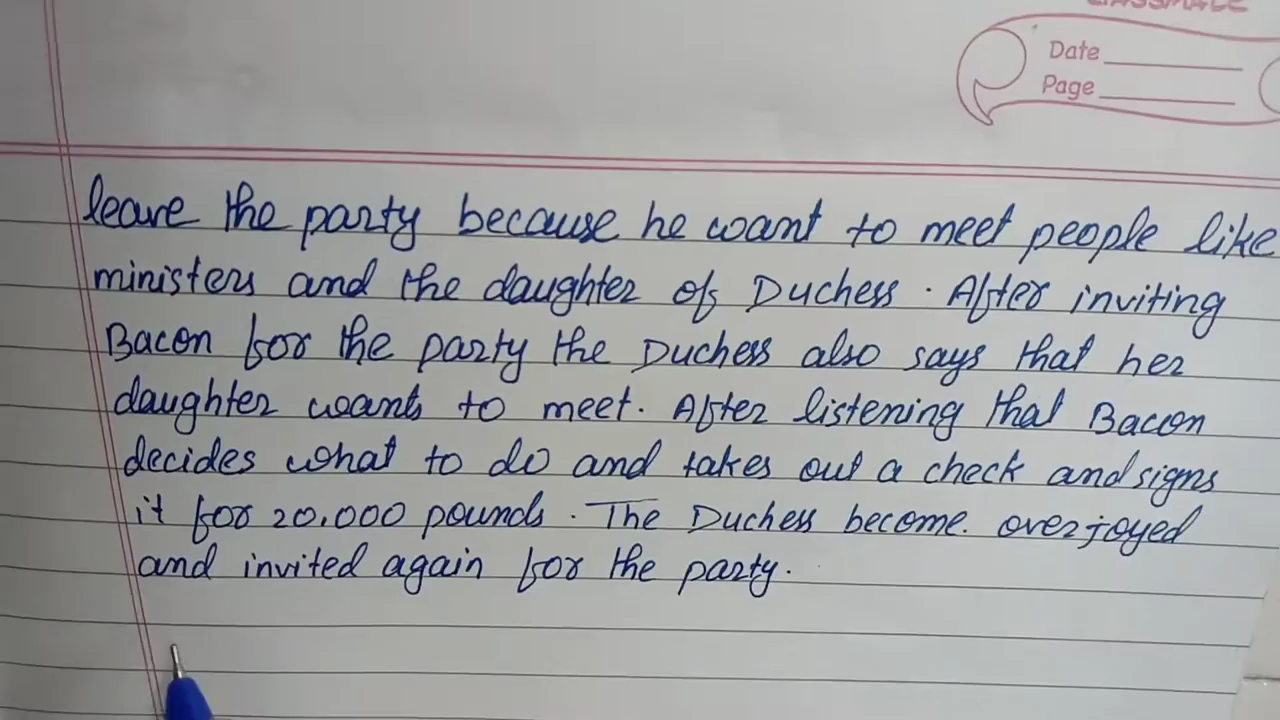 CLASSMATE
Date
Page
leave the party because he want to meet people like
ministers and the daughter of Duchess. After inviting
Bacon for the party the Duchess also says that her
daughter wants to meet. After listening that Bacon
decides what to do and takes out a check and signs
it for 20,000 pounds. The Duchess become overjoyed
and invited again for the party.